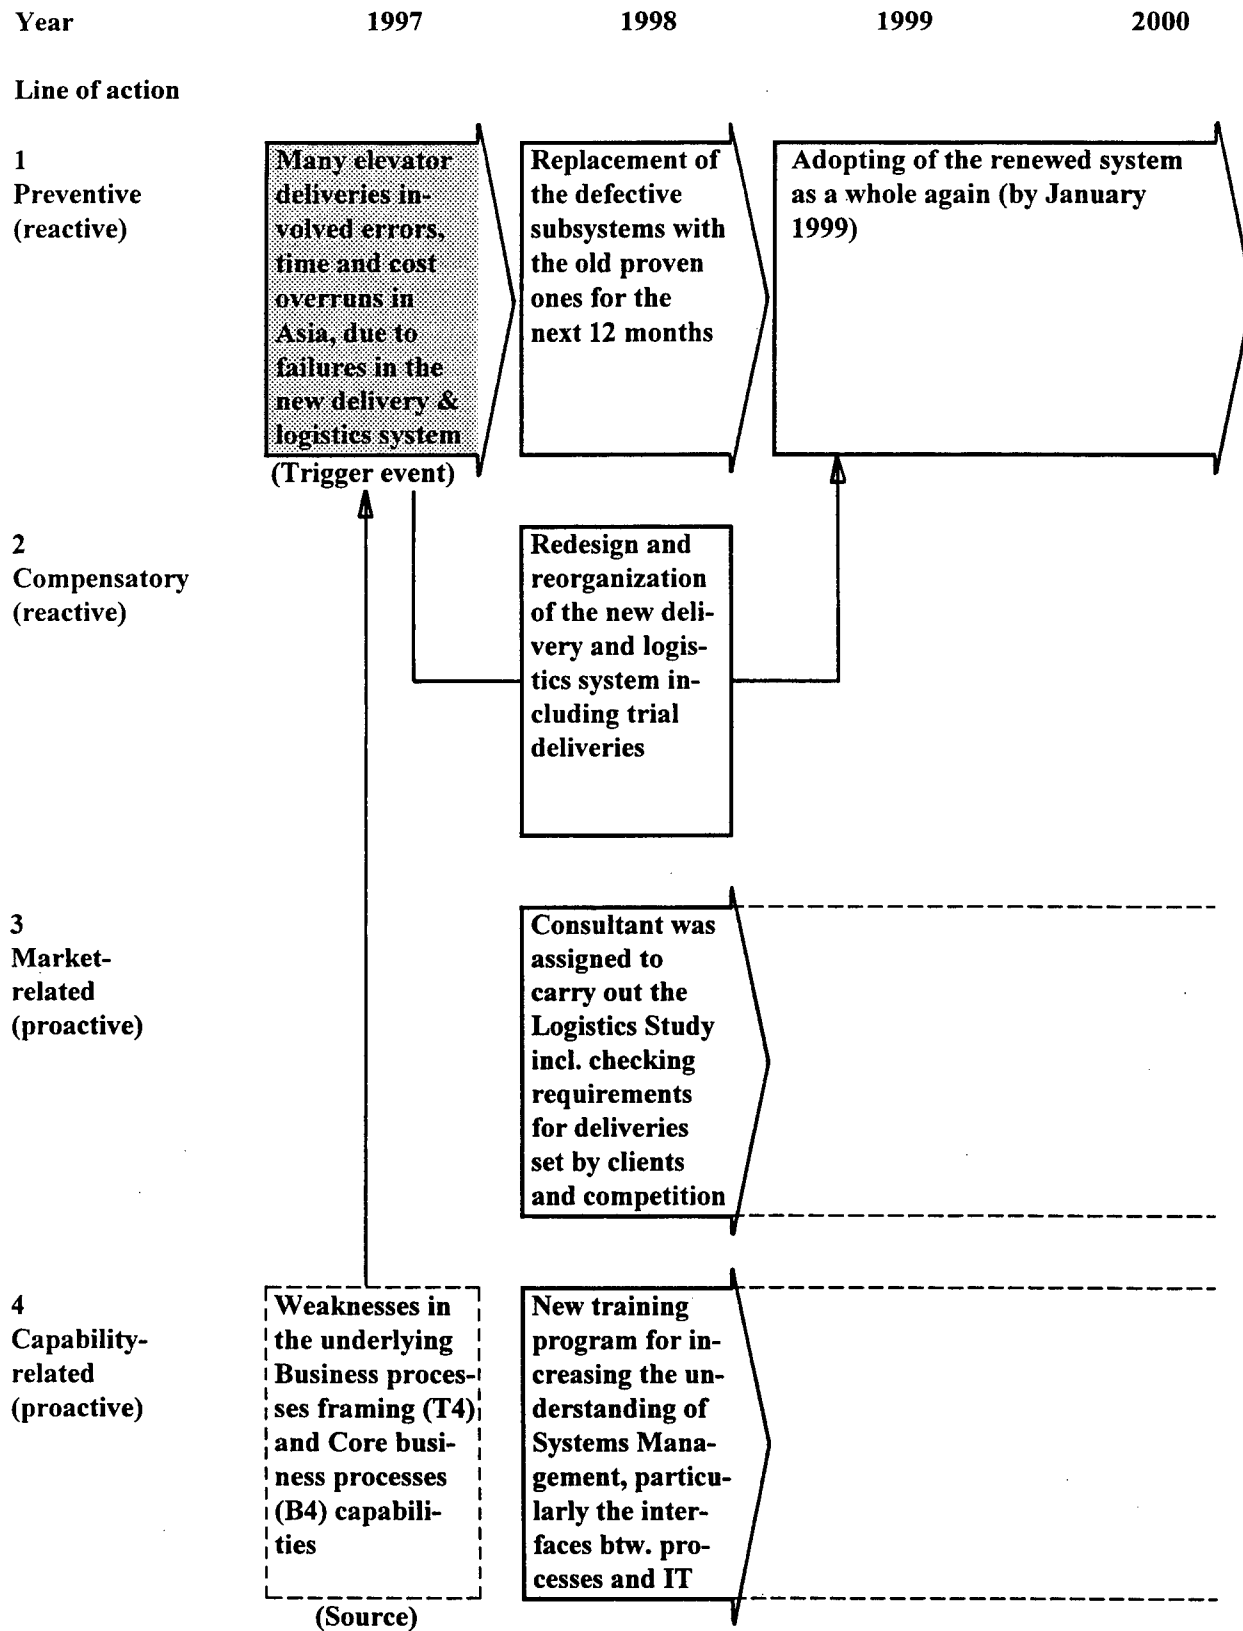 Year 1997 1998 1999 2000
Line of action
1
Preventive
(reactive)
Many elevator
deliveries in-
volved errors,
time and cost
overruns in
Asia, due to
failures in the
new delivery &
logistics system
(Trigger event)
Replacement of
the defective
subsystems with
the old proven
ones for the
next 12 months
Adopting of the renewed system
as a whole again (by January
1999)
2
Compensatory
(reactive)
Redesign and
reorganization
of the new deli-
very and logis-
tics system in-
cluding trial
deliveries
3
Market-
related
(proactive)
Consultant was
assigned to
carry out the
Logistics Study
incl. checking
requirements
for deliveries
set by clients
and competition
4
Capability-
related
(proactive)
Weaknesses in
the underlying
Business proces-
ses framing (T4)
and Core busi-
ness processes
(B4) capabili-
ties
(Source)
New training
program for in-
creasing the un-
derstanding of
Systems Mana-
gement, particu-
larly the inter-
faces btw. pro-
cesses and IT